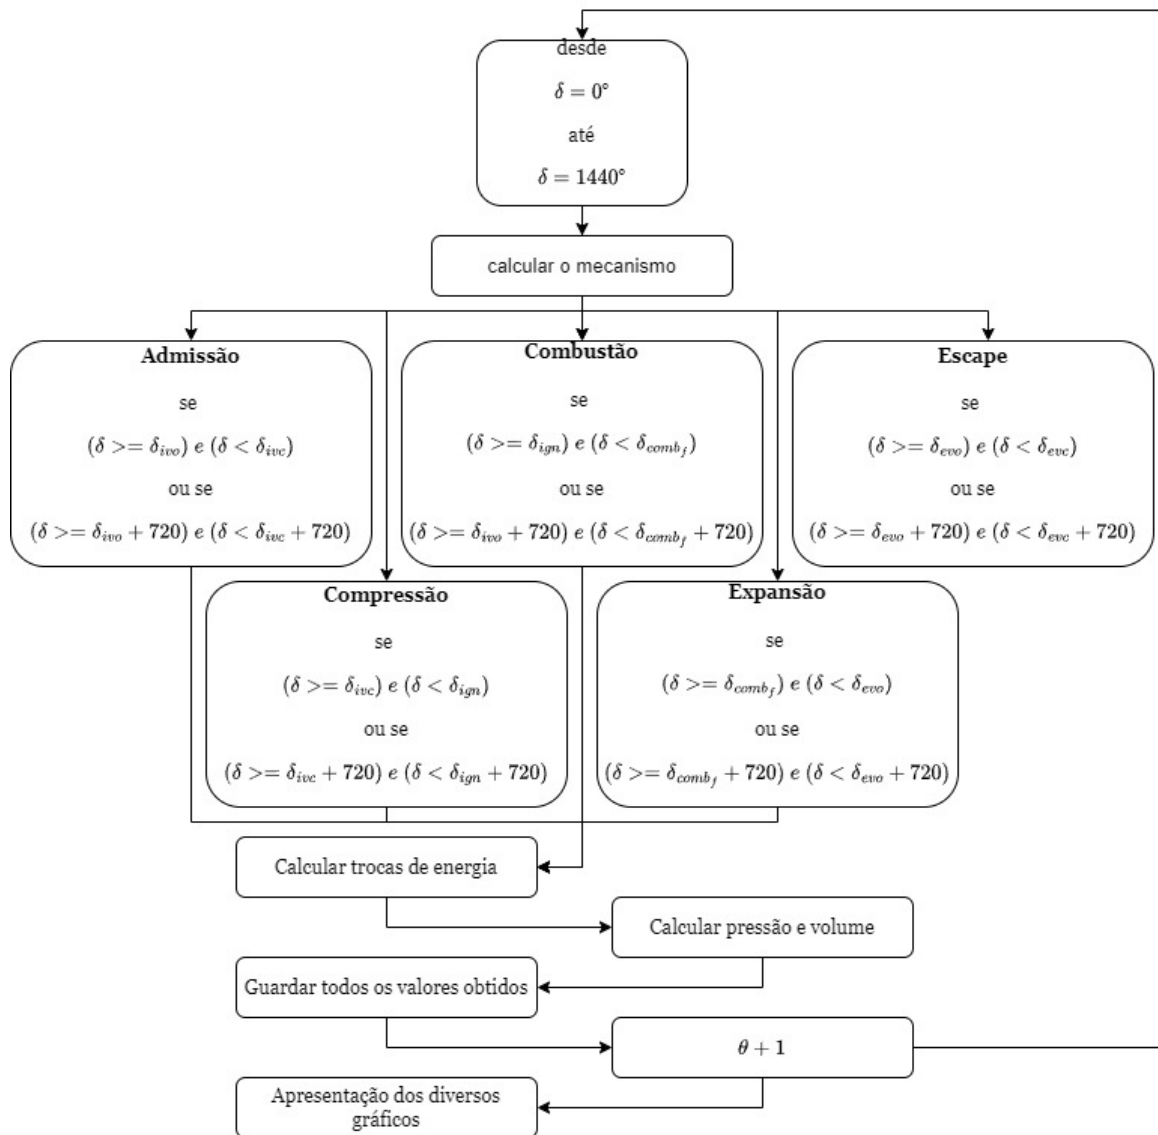 desde
δ = 0°
até
δ = 1440°
calcular o mecanismo
Admissão
se
(δ >= δ_ivo) e (δ < δ_ivc)
ou se
(δ >= δ_ivo + 720) e (δ < δ_ivc + 720)
Combustão
se
(δ >= δ_ign) e (δ < δ_comb_f)
ou se
(δ >= δ_ivo + 720) e (δ < δ_comb_f + 720)
Escape
se
(δ >= δ_evo) e (δ < δ_evc)
ou se
(δ >= δ_evo + 720) e (δ < δ_evc + 720)
Compressão
se
(δ >= δ_ivc) e (δ < δ_ign)
ou se
(δ >= δ_ivc + 720) e (δ < δ_ign + 720)
Expansão
se
(δ >= δ_comb_f) e (δ < δ_evo)
ou se
(δ >= δ_comb_f + 720) e (δ < δ_evo + 720)
Calcular trocas de energia
Calcular pressão e volume
Guardar todos os valores obtidos
θ + 1
Apresentação dos diversos
gráficos